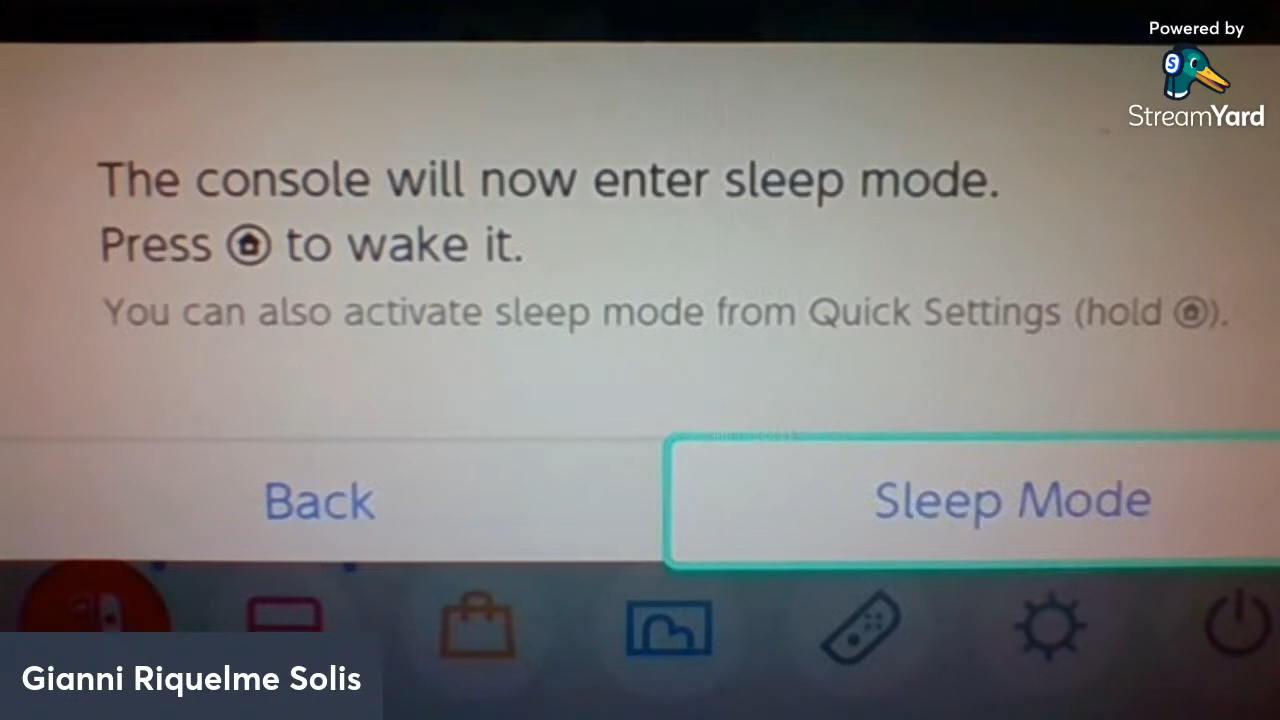 Powered by
StreamYard
The console will now enter sleep mode.
Press to wake it.
You can also activate sleep mode from Quick Settings (hold ).
Back
Sleep Mode
Gianni Riquelme Solis